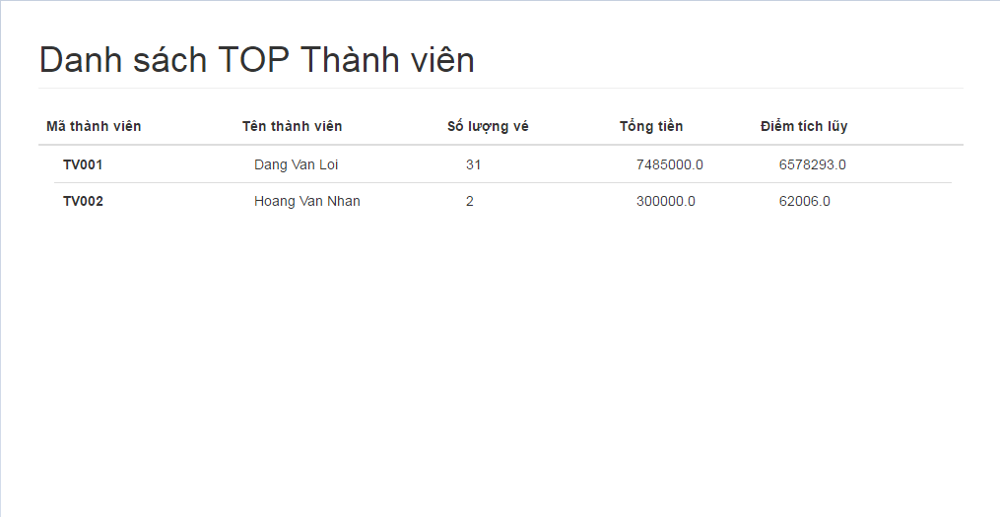 Danh sách TOP Thành viên
Mã thành viên Tên thành viên Số lượng vé Tổng tiền Điểm tích lũy
TV001 Dang Van Loi 31 7485000.0 6578293.0
TV002 Hoang Van Nhan 2 300000.0 62006.0